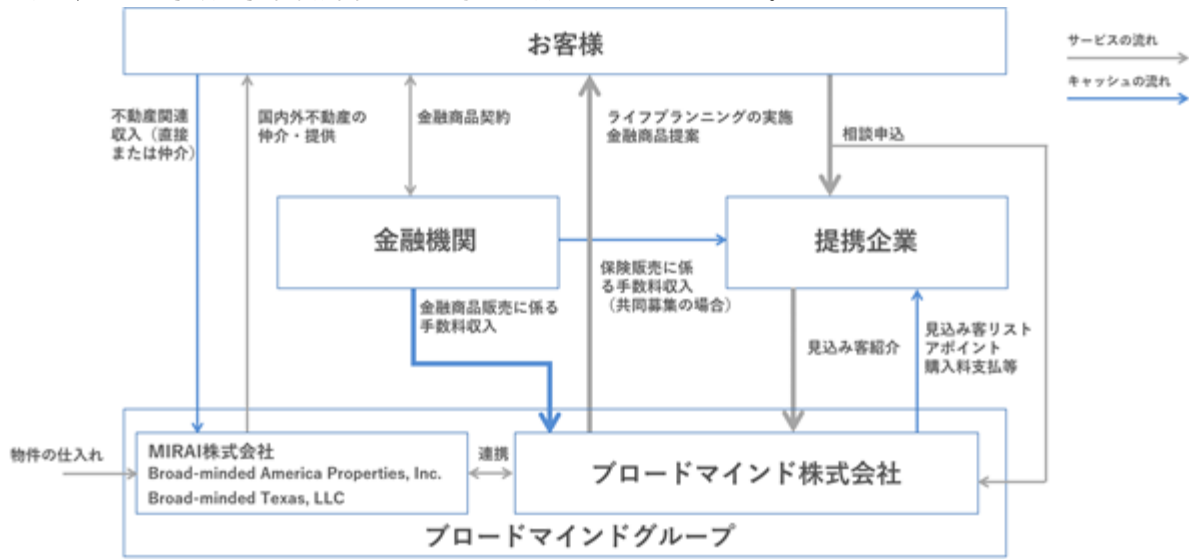 お客様
サービスの流れ
キャッシュの流れ
不動産関連
収入（直接
または仲介）
国内外不動産の
仲介・提供
金融商品契約
ライフプランニングの実施
金融商品提案
相談申込
金融機関
提携企業
保険販売に係
る手数料収入
（共同募集の場合）
金融商品販売に係る
手数料収入
見込み客紹介
見込み客リスト
アポイント
購入料支払等
物件の仕入れ
MIRAI株式会社
Broad-minded America Properties, Inc.
Broad-minded Texas, LLC
連携
ブロードマインド株式会社
ブロードマインドグループ